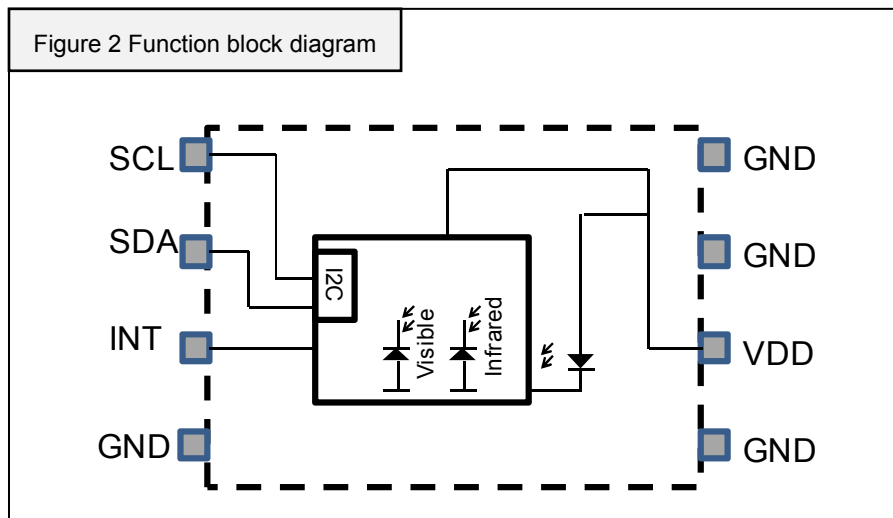 Figure 2 Function block diagram
SCL
GND
SDA
GND
I2C
INT
Visible
Infrared
VDD
GND
GND